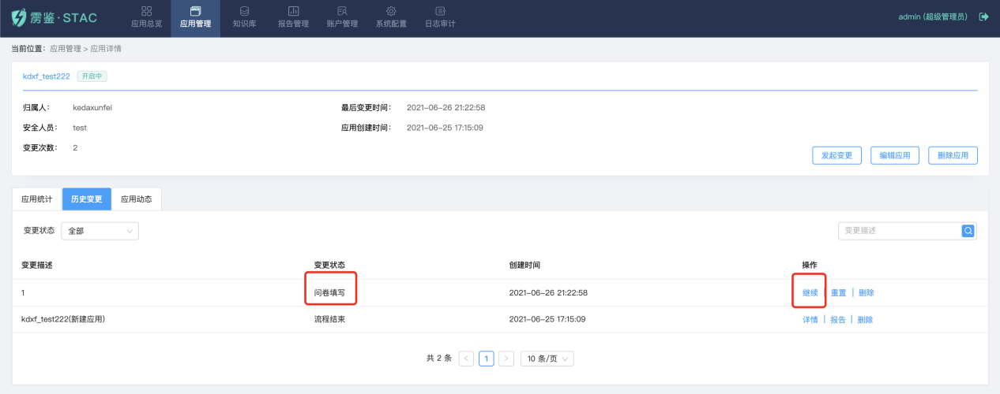 雳鉴·STAC
应用总览
应用管理
知识库
报告管理
账户管理
系统配置
日志审计
admin (超级管理员)
当前位置: 应用管理 > 应用详情
kdxf_test222 开启中
归属人: kedaxunfei 最后变更时间: 2021-06-26 21:22:58
安全人员: test 应用创建时间: 2021-06-25 17:15:09
变更次数: 2
发起变更 编辑应用 删除应用
应用统计 历史变更 应用动态
变更状态 全部 变更描述
变更描述 变更状态 创建时间 操作
1 问卷填写 2021-06-26 21:22:58 继续 | 重置 | 删除
kdxf_test222(新建应用) 流程结束 2021-06-25 17:15:09 详情 | 报告 | 删除
共 2 条 < 1 > 10 条/页